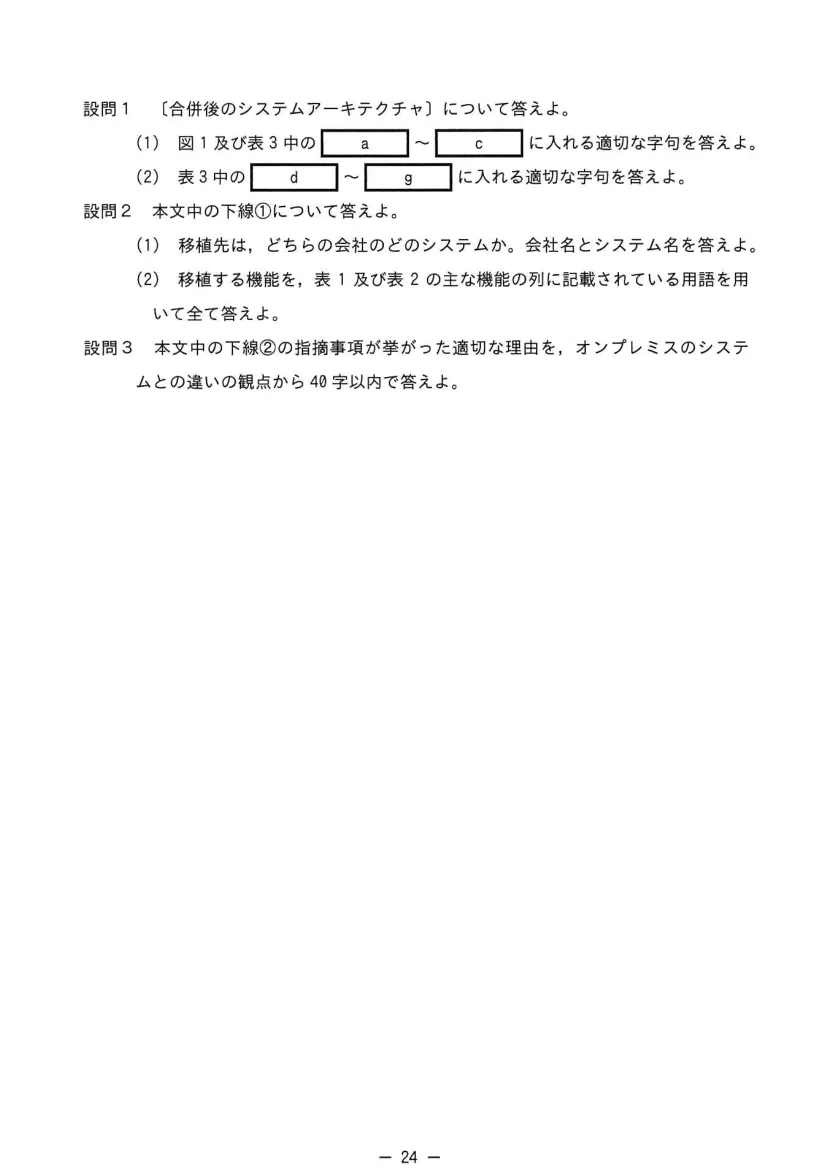 設問１　〔合併後のシステムアーキテクチャ〕について答えよ。
(1)　図 1 及び表 3 中の a ～ c に入れる適切な字句を答えよ。
(2)　表 3 中の d ～ g に入れる適切な字句を答えよ。
設問２　本文中の下線①について答えよ。
(1)　移植先は，どちらの会社のどのシステムか。会社名とシステム名を答えよ。
(2)　移植する機能を，表 1 及び表 2 の主な機能の列に記載されている用語を用
いて全て答えよ。
設問３　本文中の下線②の指摘事項が挙がった適切な理由を，オンプレミスのシステ
ムとの違いの観点から 40 字以内で答えよ。
－ 24 －